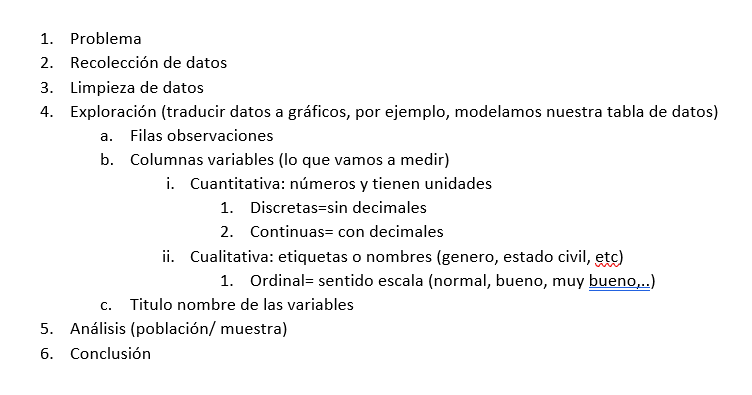 1. Problema
2. Recolección de datos
3. Limpieza de datos
4. Exploración (traducir datos a gráficos, por ejemplo, modelamos nuestra tabla de datos)
a. Filas observaciones
b. Columnas variables (lo que vamos a medir)
i. Cuantitativa: números y tienen unidades
1. Discretas=sin decimales
2. Continuas= con decimales
ii. Cualitativa: etiquetas o nombres (genero, estado civil, etc)
1. Ordinal= sentido escala (normal, bueno, muy bueno,..)
c. Titulo nombre de las variables
5. Análisis (población/ muestra)
6. Conclusión